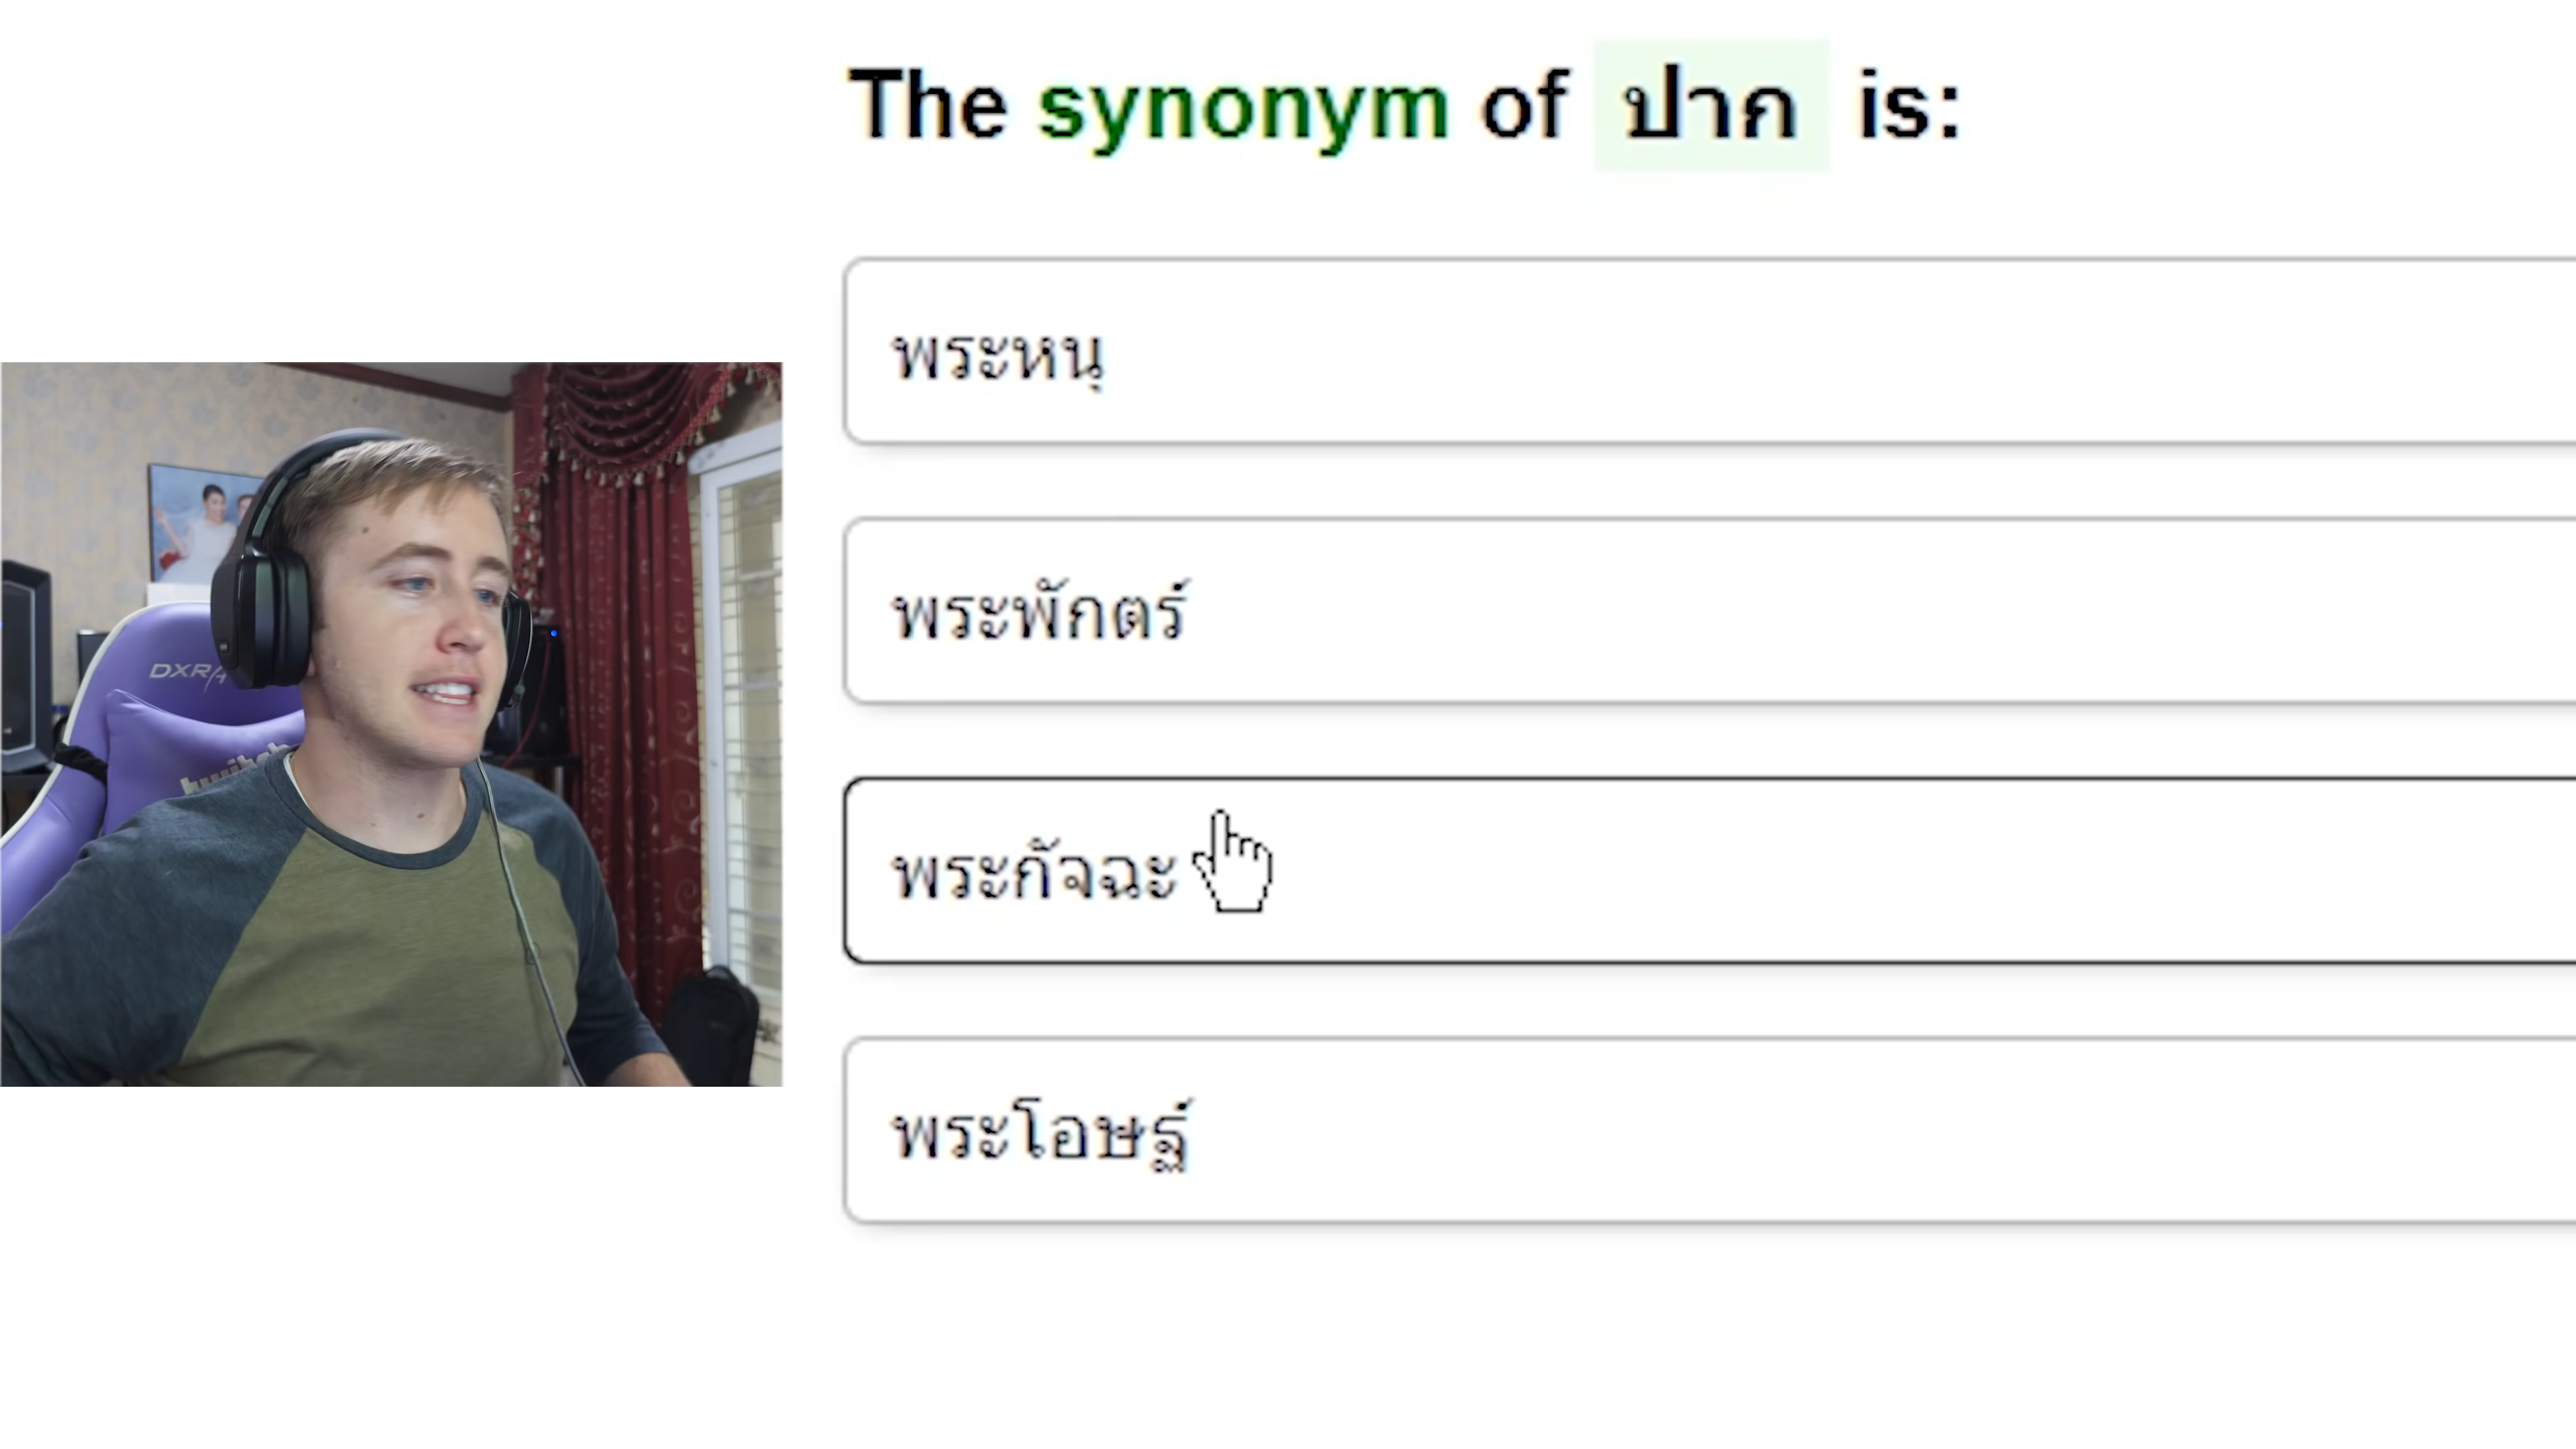 The synonym of ปาก is:
พระหนุ
พระพักตร์
พระกัจฉะ
พระโอษฐ์